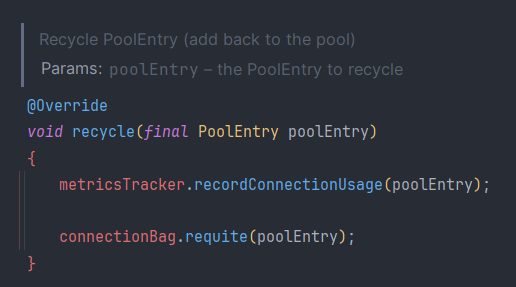 Recycle PoolEntry (add back to the pool)
Params: poolEntry – the PoolEntry to recycle
@Override
void recycle(final PoolEntry poolEntry)
{
metricsTracker.recordConnectionUsage(poolEntry);
connectionBag.requite(poolEntry);
}